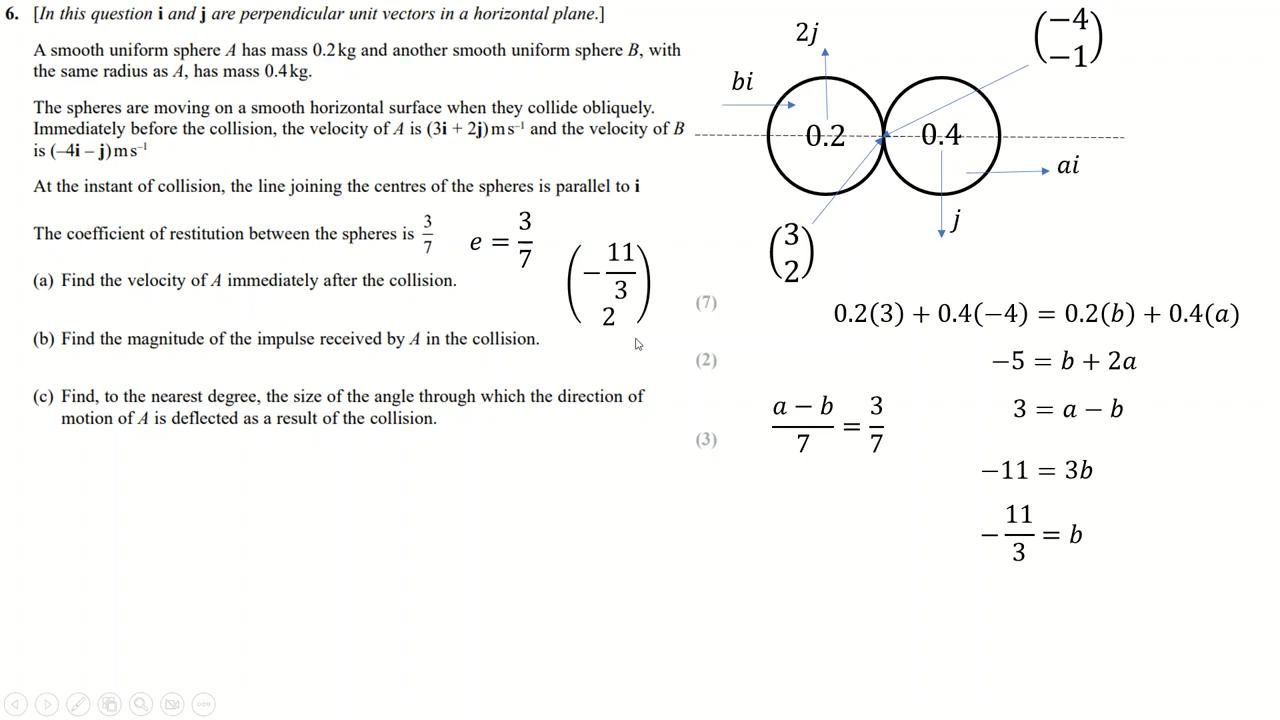 6. [In this question i and j are perpendicular unit vectors in a horizontal plane.]
A smooth uniform sphere A has mass 0.2 kg and another smooth uniform sphere B, with
the same radius as A, has mass 0.4 kg.
The spheres are moving on a smooth horizontal surface when they collide obliquely.
Immediately before the collision, the velocity of A is (3i + 2j) m s⁻¹ and the velocity of B
is (–4i – j) m s⁻¹
At the instant of collision, the line joining the centres of the spheres is parallel to i
The coefficient of restitution between the spheres is 3/7
e = 3/7
(a) Find the velocity of A immediately after the collision.
(−11/3
2)
(7)
(b) Find the magnitude of the impulse received by A in the collision.
(2)
(c) Find, to the nearest degree, the size of the angle through which the direction of
motion of A is deflected as a result of the collision.
(3)
2j
(−4
−1)
bi
0.2
0.4
ai
j
(3
2)
0.2(3) + 0.4(−4) = 0.2(b) + 0.4(a)
−5 = b + 2a
(a − b)/7 = 3/7
3 = a − b
−11 = 3b
−11/3 = b